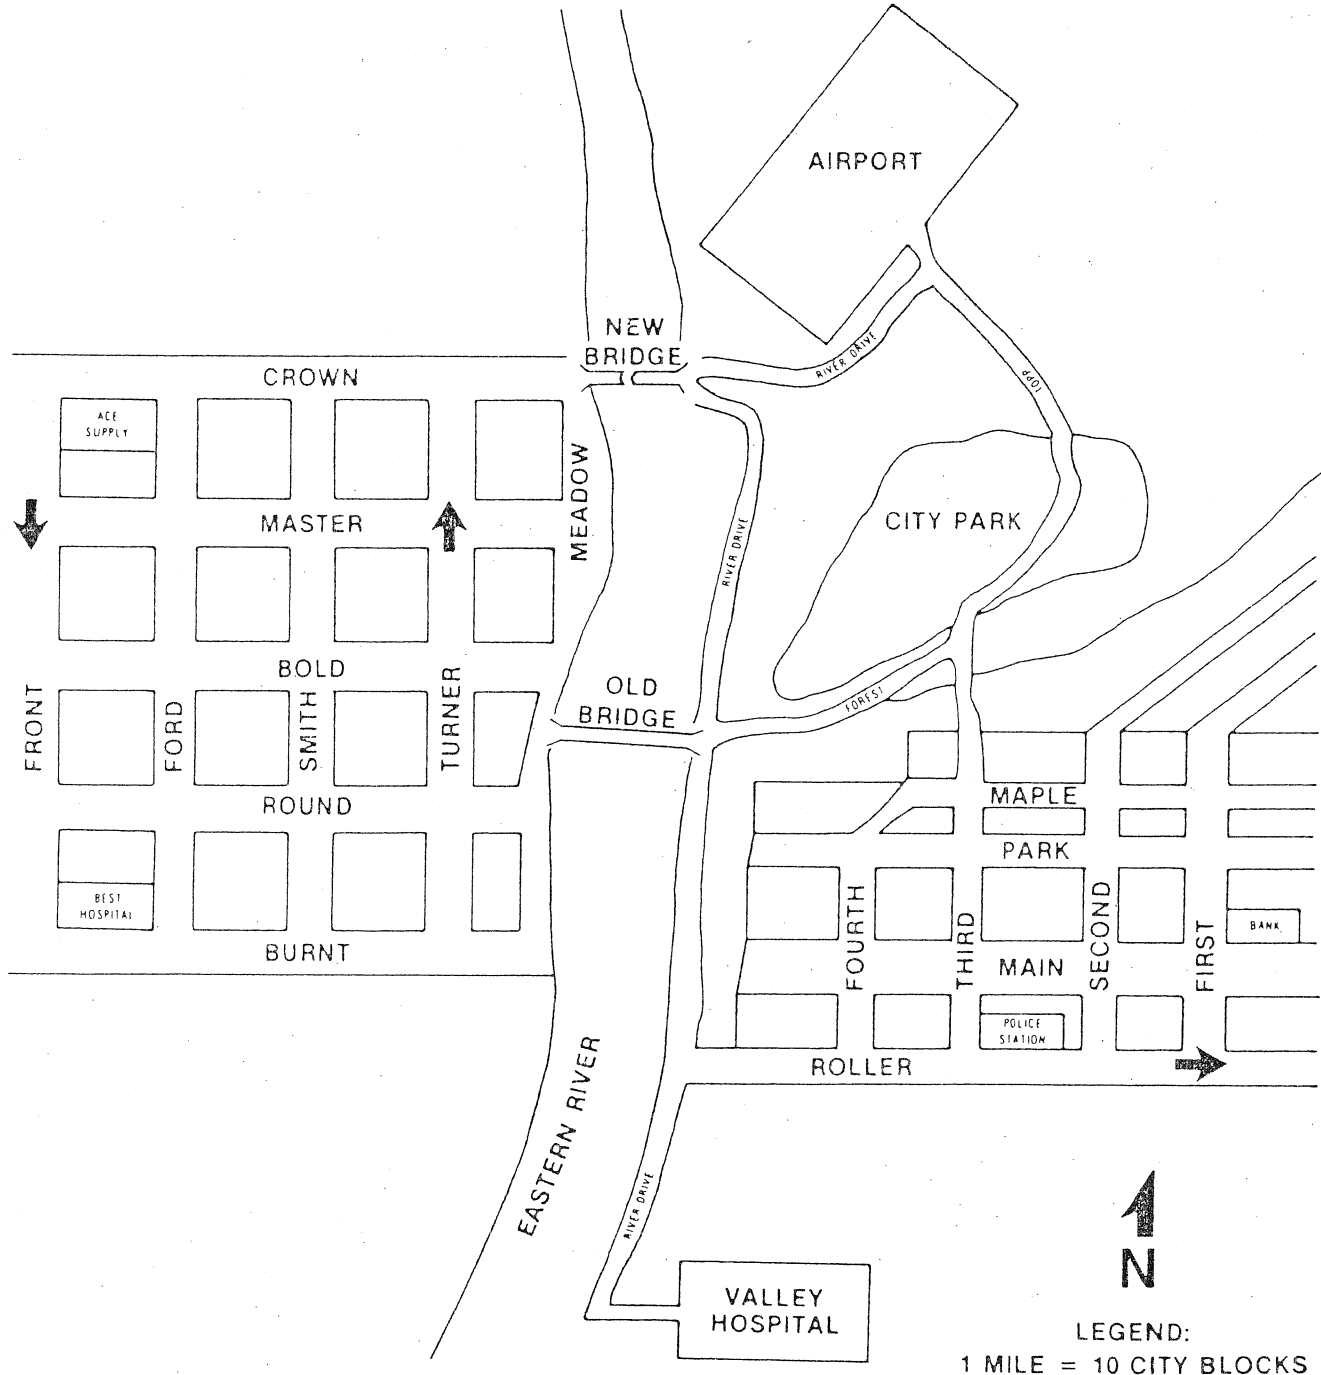 AIRPORT
NEW
BRIDGE
RIVER DRIVE
CROWN
TOPP
ACE
SUPPLY
MEADOW
MASTER
CITY PARK
RIVER DRIVE
BOLD
OLD
BRIDGE
FOREST
FRONT
FORD
SMITH
TURNER
ROUND
MAPLE
PARK
BEST
HOSPITAL
BANK
FOURTH
THIRD
SECOND
FIRST
BURNT
MAIN
POLICE
STATION
ROLLER
EASTERN RIVER
RIVER DRIVE
N
VALLEY
HOSPITAL
LEGEND:
1 MILE = 10 CITY BLOCKS